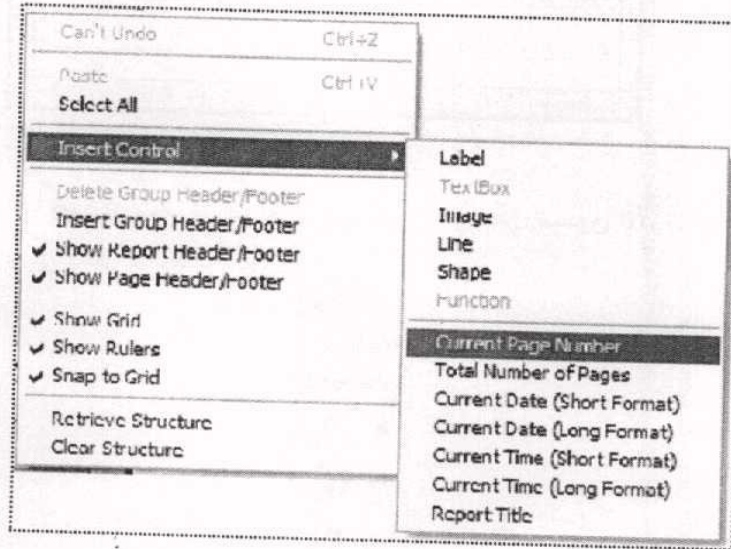 Can't Undo Ctrl+Z
Paste Ctrl+V
Select All
Insert Control
Delete Group Header/Footer
Insert Group Header/Footer
Show Report Header/Footer
Show Page Header/Footer
Show Grid
Show Rulers
Snap to Grid
Retrieve Structure
Clear Structure
Label
TextBox
Image
Line
Shape
Function
Current Page Number
Total Number of Pages
Current Date (Short Format)
Current Date (Long Format)
Current Time (Short Format)
Current Time (Long Format)
Report Title